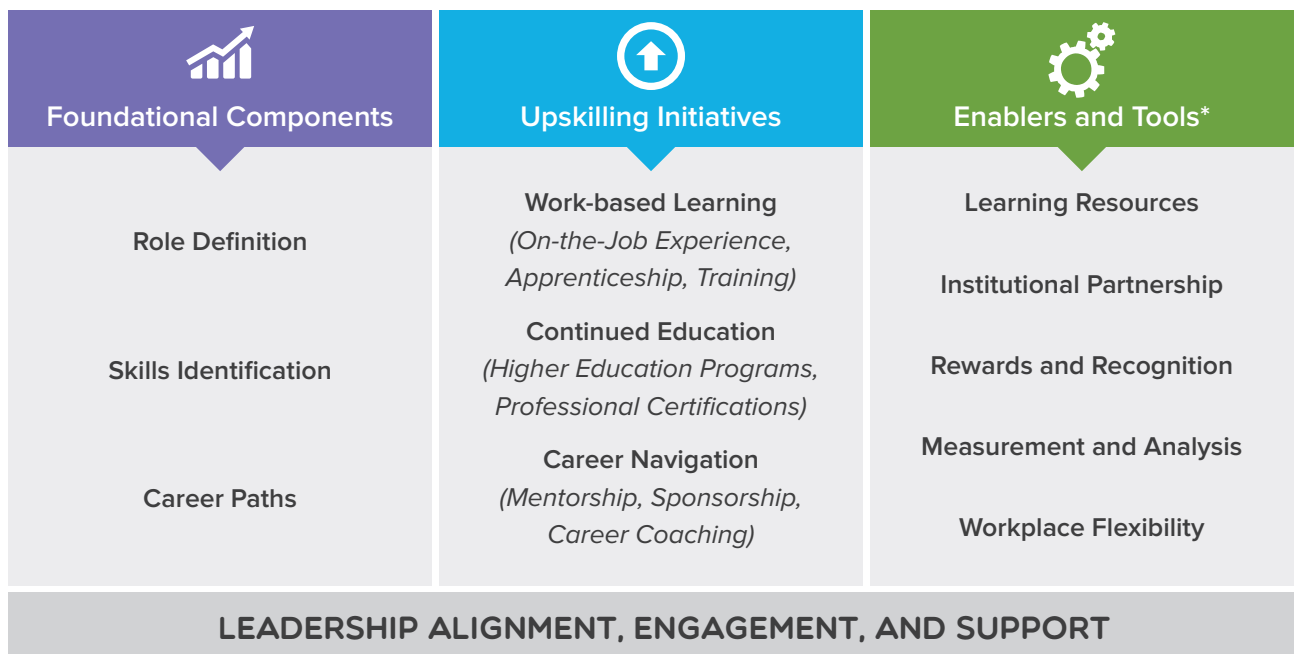 Foundational Components
Role Definition
Skills Identification
Career Paths
Upskilling Initiatives
Work-based Learning
(On-the-Job Experience,
Apprenticeship, Training)
Continued Education
(Higher Education Programs,
Professional Certifications)
Career Navigation
(Mentorship, Sponsorship,
Career Coaching)
Enablers and Tools*
Learning Resources
Institutional Partnership
Rewards and Recognition
Measurement and Analysis
Workplace Flexibility
LEADERSHIP ALIGNMENT, ENGAGEMENT, AND SUPPORT